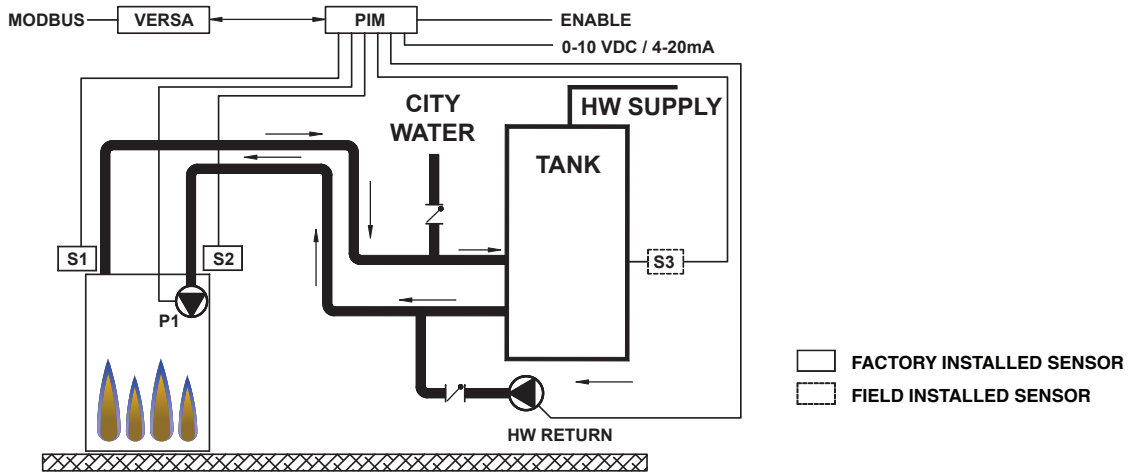 MODBUS
VERSA
PIM
ENABLE
0-10 VDC / 4-20mA
CITY
WATER
HW SUPPLY
TANK
S1
S2
S3
P1
HW RETURN
FACTORY INSTALLED SENSOR
FIELD INSTALLED SENSOR